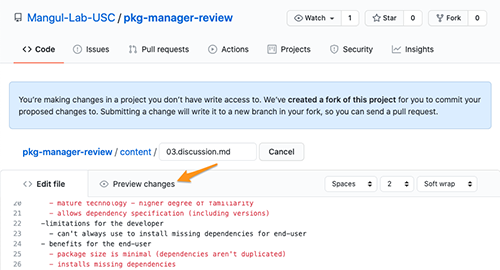 Mangul-Lab-USC / pkg-manager-review
Watch 1 Star 0 Fork 1
Code Issues Pull requests Actions Projects Security Insights
You're making changes in a project you don't have write access to. We've created a fork of this project for you to commit your
proposed changes to. Submitting a change will write it to a new branch in your fork, so you can send a pull request.
pkg-manager-review / content / 03.discussion.md Cancel
Edit file Preview changes Spaces 2 Soft wrap
20 - mature technology - higher degree of familiarity
21 - allows dependency specification (including versions)
22 -limitations for the developer
23 - can't always use to install missing dependencies for end-user
24 - benefits for the end-user
25 - package size is minimal (dependencies aren't duplicated)
26 - installs missing dependencies